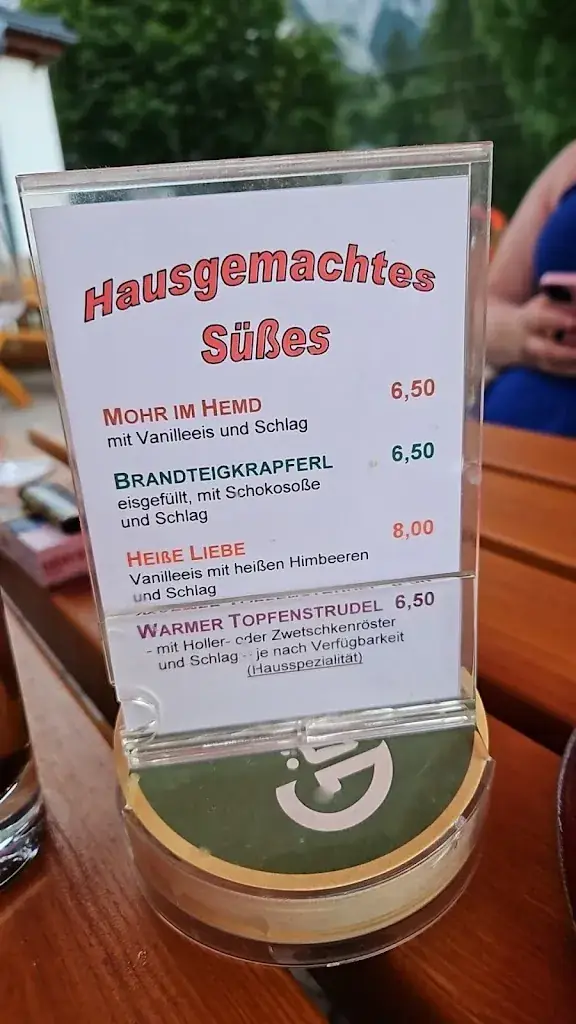 Hausgemachtes
Süßes
MOHR IM HEMD 6,50
mit Vanilleeis und Schlag
BRANDTEIGKRAPFERL 6,50
eisgefüllt, mit Schokosoße
und Schlag
HEIßE LIEBE 8,00
Vanilleeis mit heißen Himbeeren
und Schlag
WARMER TOPFENSTRUDEL 6,50
- mit Holler- oder Zwetschkenröster
und Schlag - je nach Verfügbarkeit
(Hausspezialität)